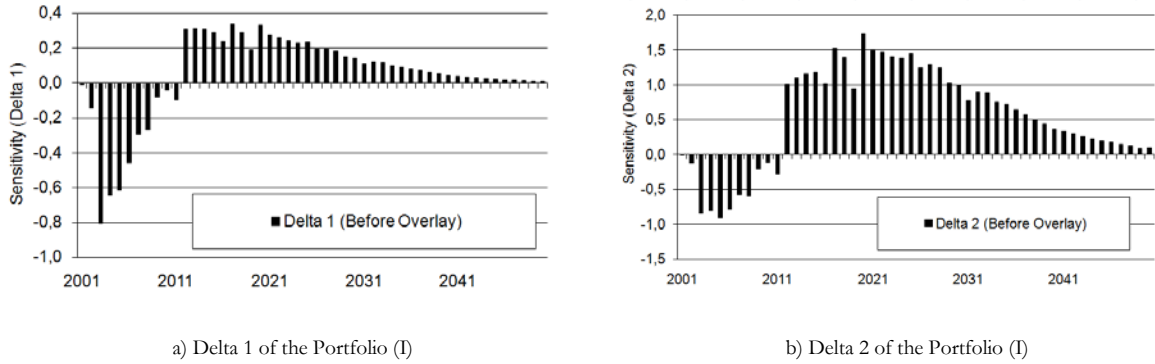 0,4
0,2
0,0
-0,2
-0,4
-0,6
-0,8
-1,0
Sensitivity (Delta 1)
Delta 1 (Before Overlay)
2001 2011 2021 2031 2041
2,0
1,5
1,0
0,5
0,0
-0,5
-1,0
-1,5
Sensitivity (Delta 2)
Delta 2 (Before Overlay)
2001 2011 2021 2031 2041
a) Delta 1 of the Portfolio (I)
b) Delta 2 of the Portfolio (I)